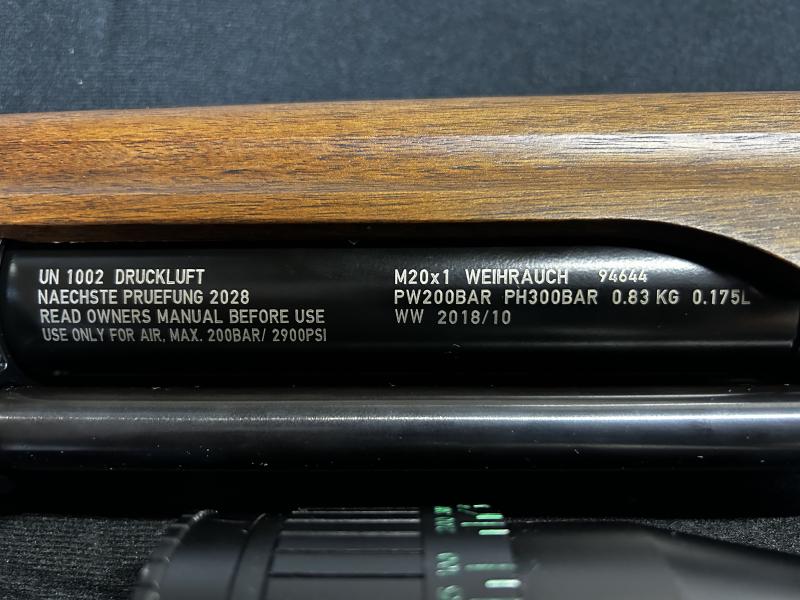 UN 1002 DRUCKLUFT
NAECHSTE PRUEFUNG 2028
READ OWNERS MANUAL BEFORE USE
USE ONLY FOR AIR, MAX. 200BAR/ 2900PSI
M20x1 WEIHRAUCH 94644
PW200BAR PH300BAR 0.83 KG 0.175L
WW 2018/10